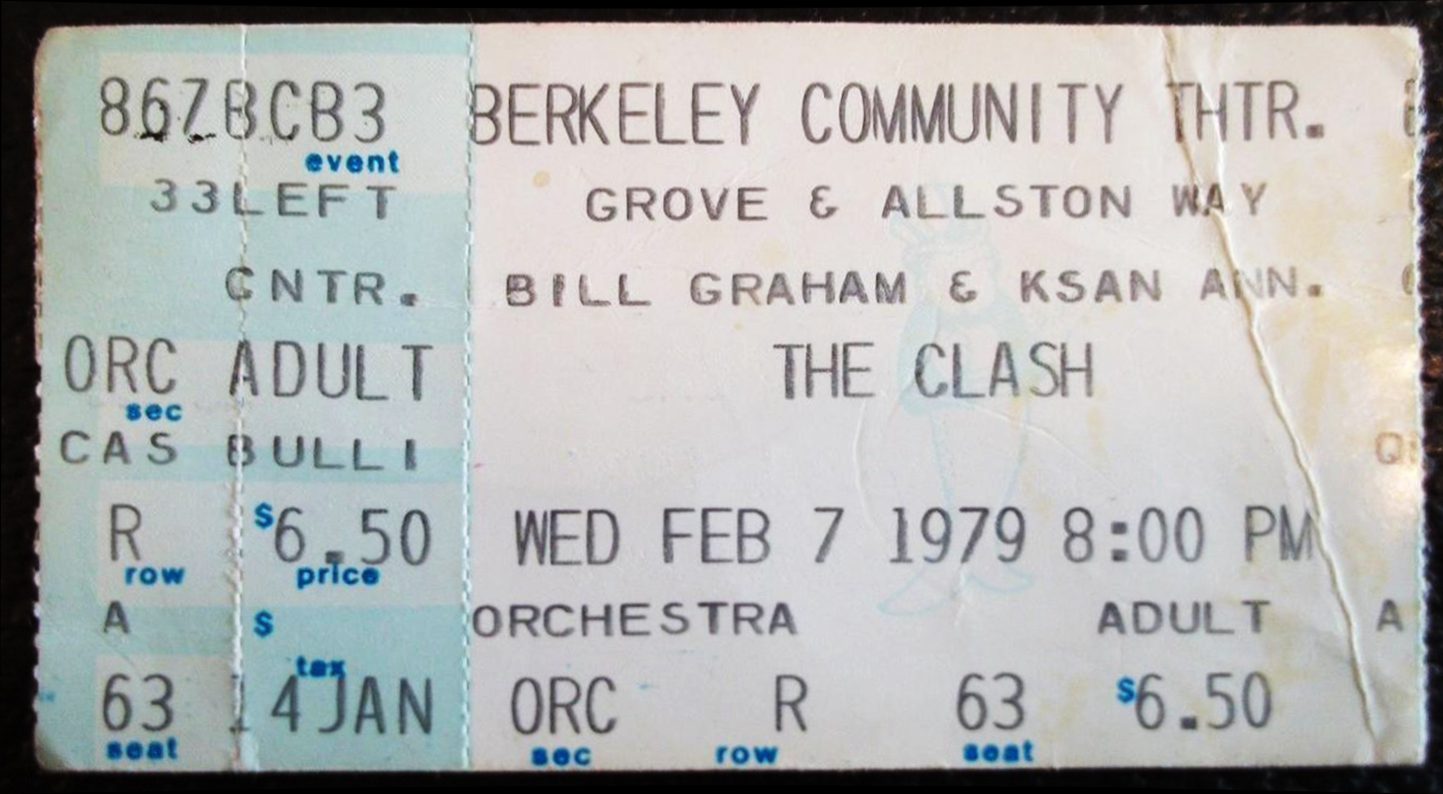 BERKELEY COMMUNITY THTR.
event
33LEFT GROVE & ALLSTON WAY
CNTR. BILL GRAHAM & KSAN ANN.
ORC ADULT THE CLASH
sec
CAS BULLI
R $6.50 WED FEB 7 1979 8:00 PM
row price
A $ ORCHESTRA ADULT A
tax
63 14JAN ORC R 63 $6.50
seat sec row seat